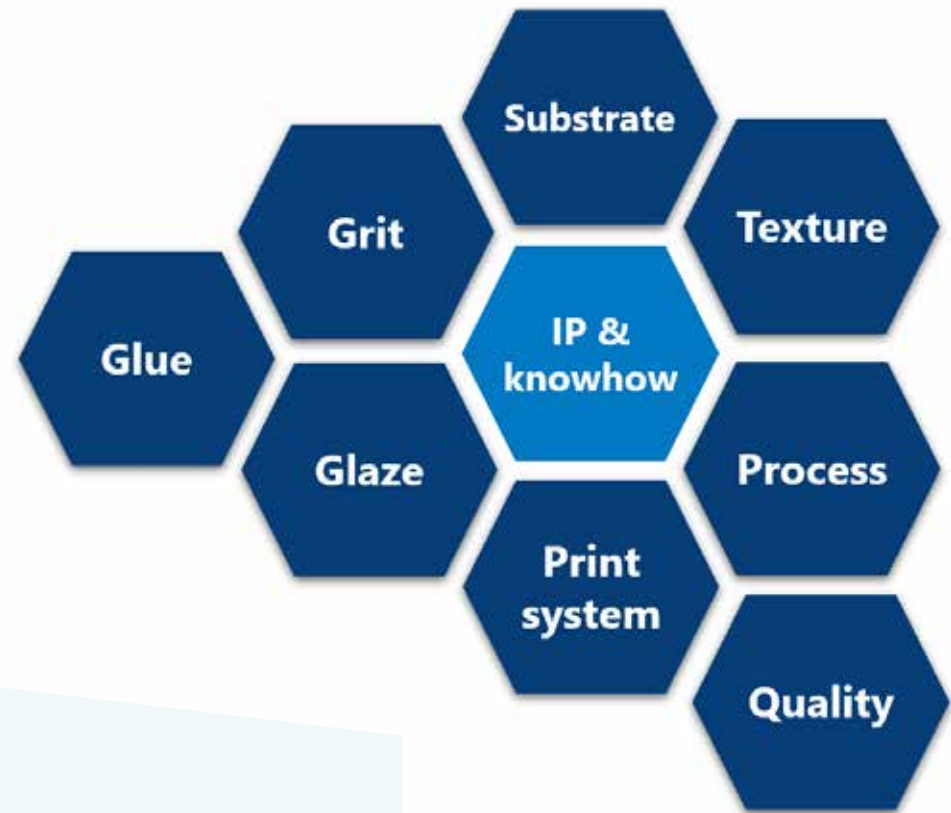 Substrate
Texture
Grit
IP &
knowhow
Glue
Glaze
Process
Print
system
Quality